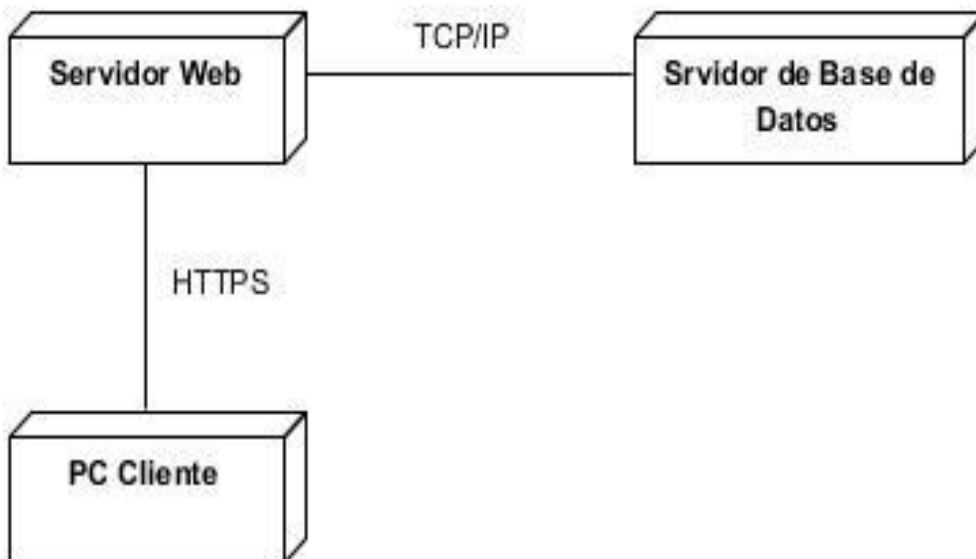 TCP/IP
Servidor Web
Srvidor de Base de
Datos
HTTPS
PC Cliente